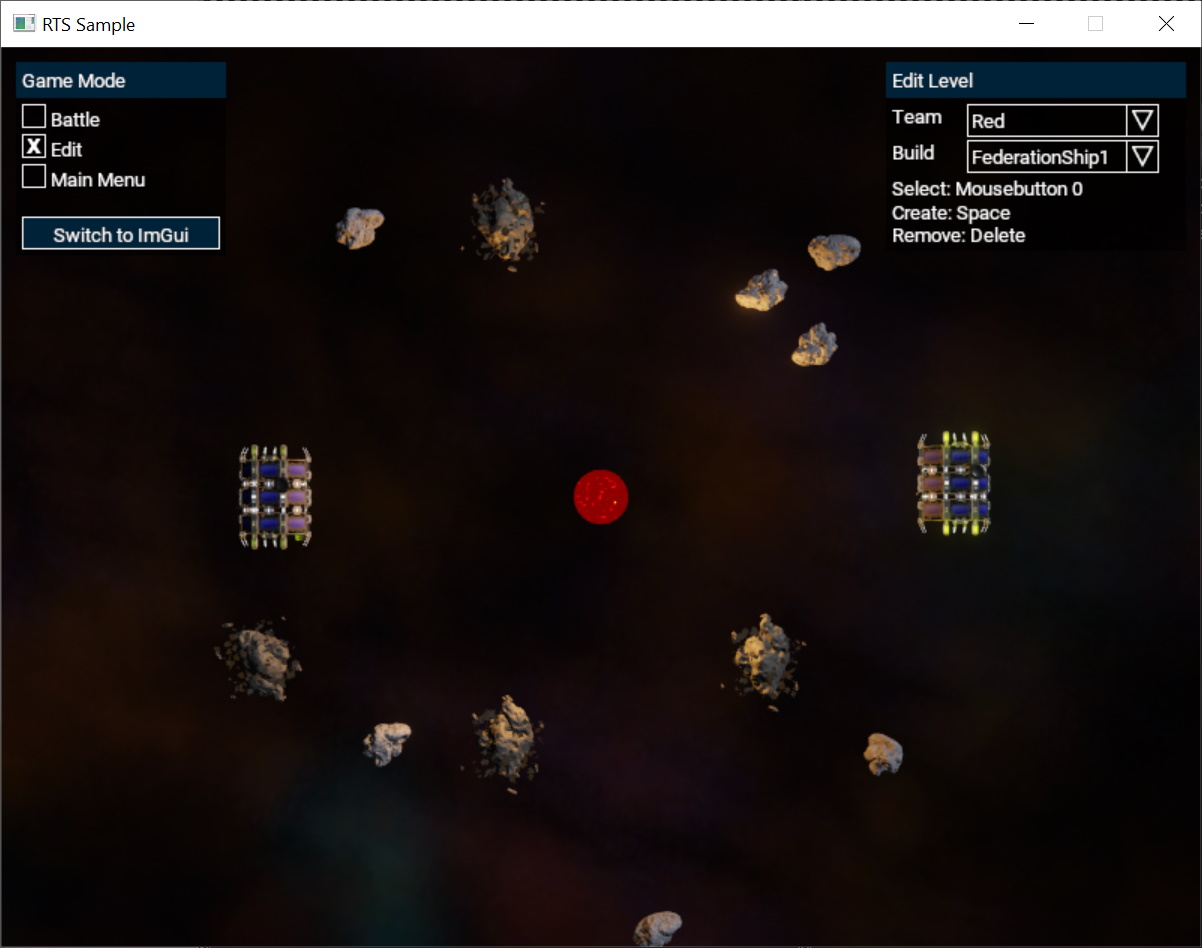 RTS Sample
Game Mode
X
Battle
Edit
Main Menu
Switch to ImGui
Edit Level
Team Red
Build FederationShip1
Select: Mousebutton 0
Create: Space
Remove: Delete